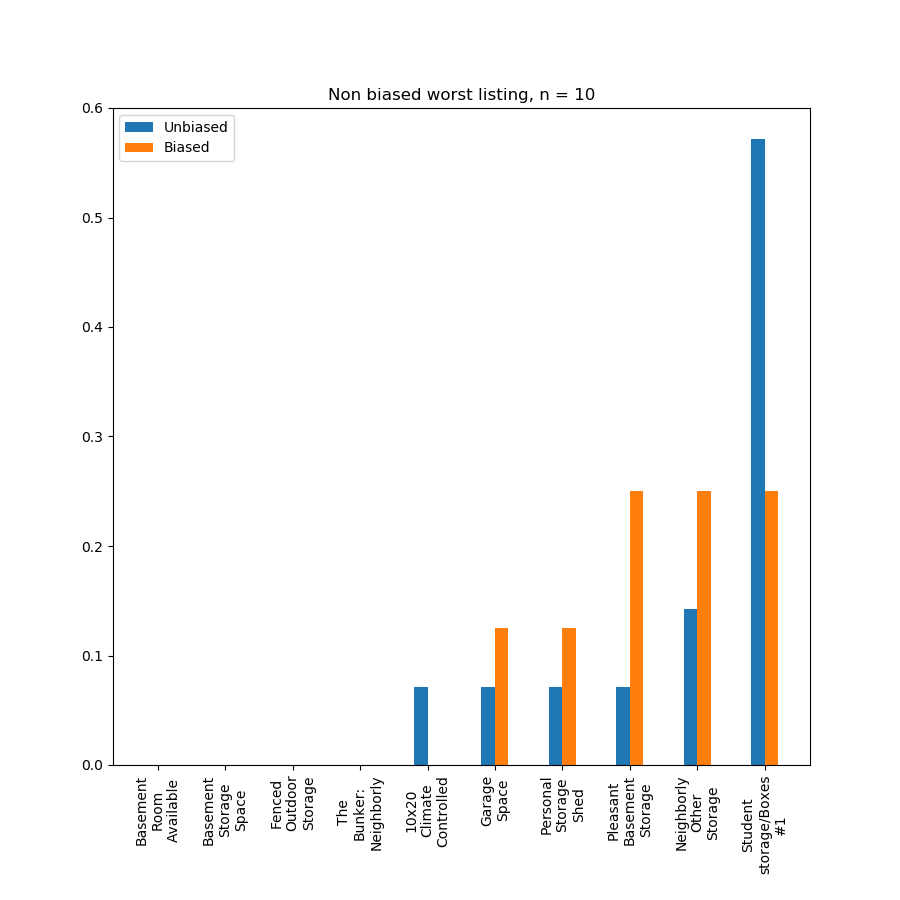 Non biased worst listing, n = 10
0.6
0.5
0.4
0.3
0.2
0.1
0.0
Unbiased
Biased
Basement
Room
Available
Basement
Storage
Space
Fenced
Outdoor
Storage
The
Bunker:
Neighborly
10x20
Climate
Controlled
Garage
Space
Personal
Storage
Shed
Pleasant
Basement
Storage
Neighborly
Other
Storage
Student
storage/Boxes
#1